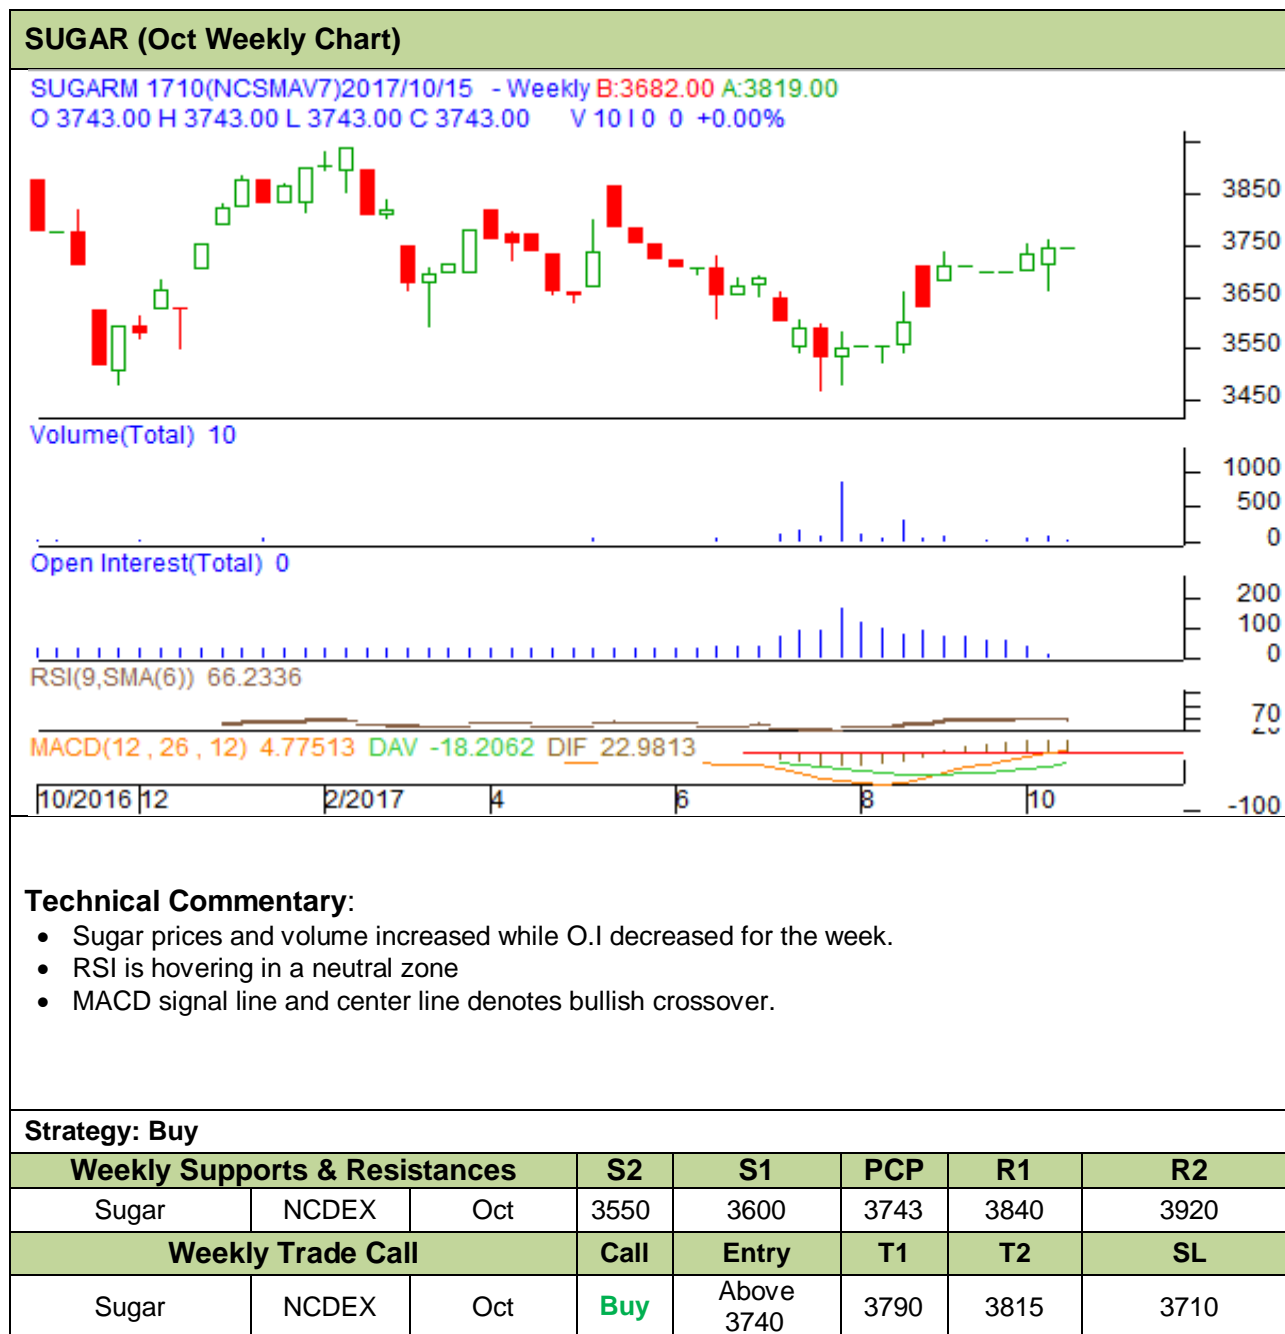 SUGAR (Oct Weekly Chart)
SUGARM 1710(NCSMAV7)2017/10/15 - Weekly B:3682.00 A:3819.00
O 3743.00 H 3743.00 L 3743.00 C 3743.00 V 10 I 0 0 +0.00%
3850
3750
3650
3550
3450
Volume(Total) 10
1000
500
0
Open Interest(Total) 0
200
100
0
RSI(9,SMA(6)) 66.2336
70
MACD(12 , 26 , 12) 4.77513 DAV -18.2062 DIF 22.9813
-100
10/2016 12 2/2017 4 6 8 10
Technical Commentary:
• Sugar prices and volume increased while O.I decreased for the week.
• RSI is hovering in a neutral zone
• MACD signal line and center line denotes bullish crossover.
Strategy: Buy
Weekly Supports & Resistances S2 S1 PCP R1 R2
Sugar NCDEX Oct 3550 3600 3743 3840 3920
Weekly Trade Call Call Entry T1 T2 SL
Sugar NCDEX Oct Buy Above 3740 3790 3815 3710